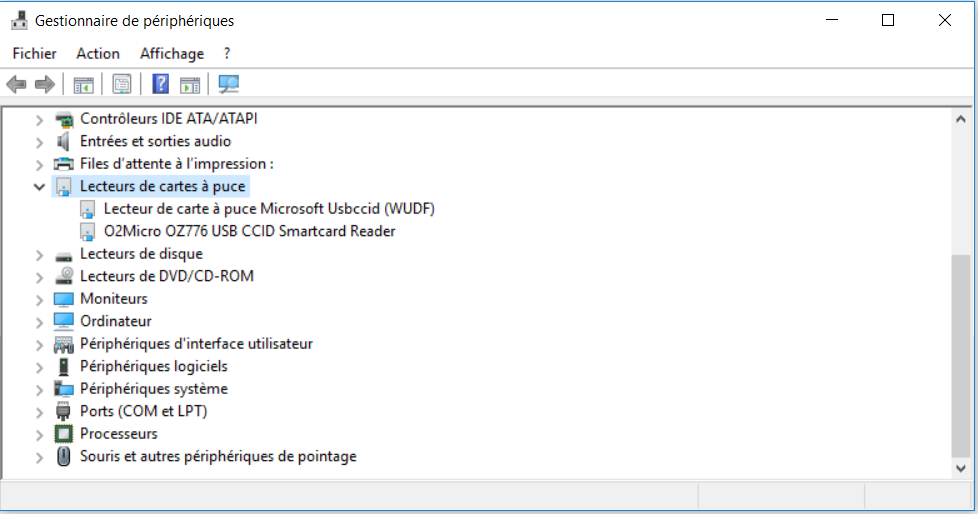 Gestionnaire de périphériques
Fichier Action Affichage ?
Contrôleurs IDE ATA/ATAPI
Entrées et sorties audio
Files d'attente à l'impression :
Lecteurs de cartes à puce
Lecteur de carte à puce Microsoft Usbccid (WUDF)
O2Micro OZ776 USB CCID Smartcard Reader
Lecteurs de disque
Lecteurs de DVD/CD-ROM
Moniteurs
Ordinateur
Périphériques d'interface utilisateur
Périphériques logiciels
Périphériques système
Ports (COM et LPT)
Processeurs
Souris et autres périphériques de pointage